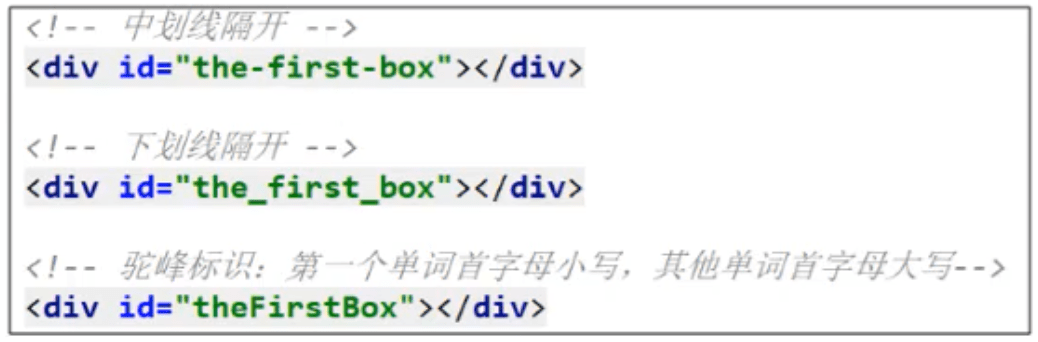 <!-- 中划线隔开 -->
<div id="the-first-box"></div>
<!-- 下划线隔开 -->
<div id="the_first_box"></div>
<!-- 驼峰标识：第一个单词首字母小写，其他单词首字母大写-->
<div id="theFirstBox"></div>